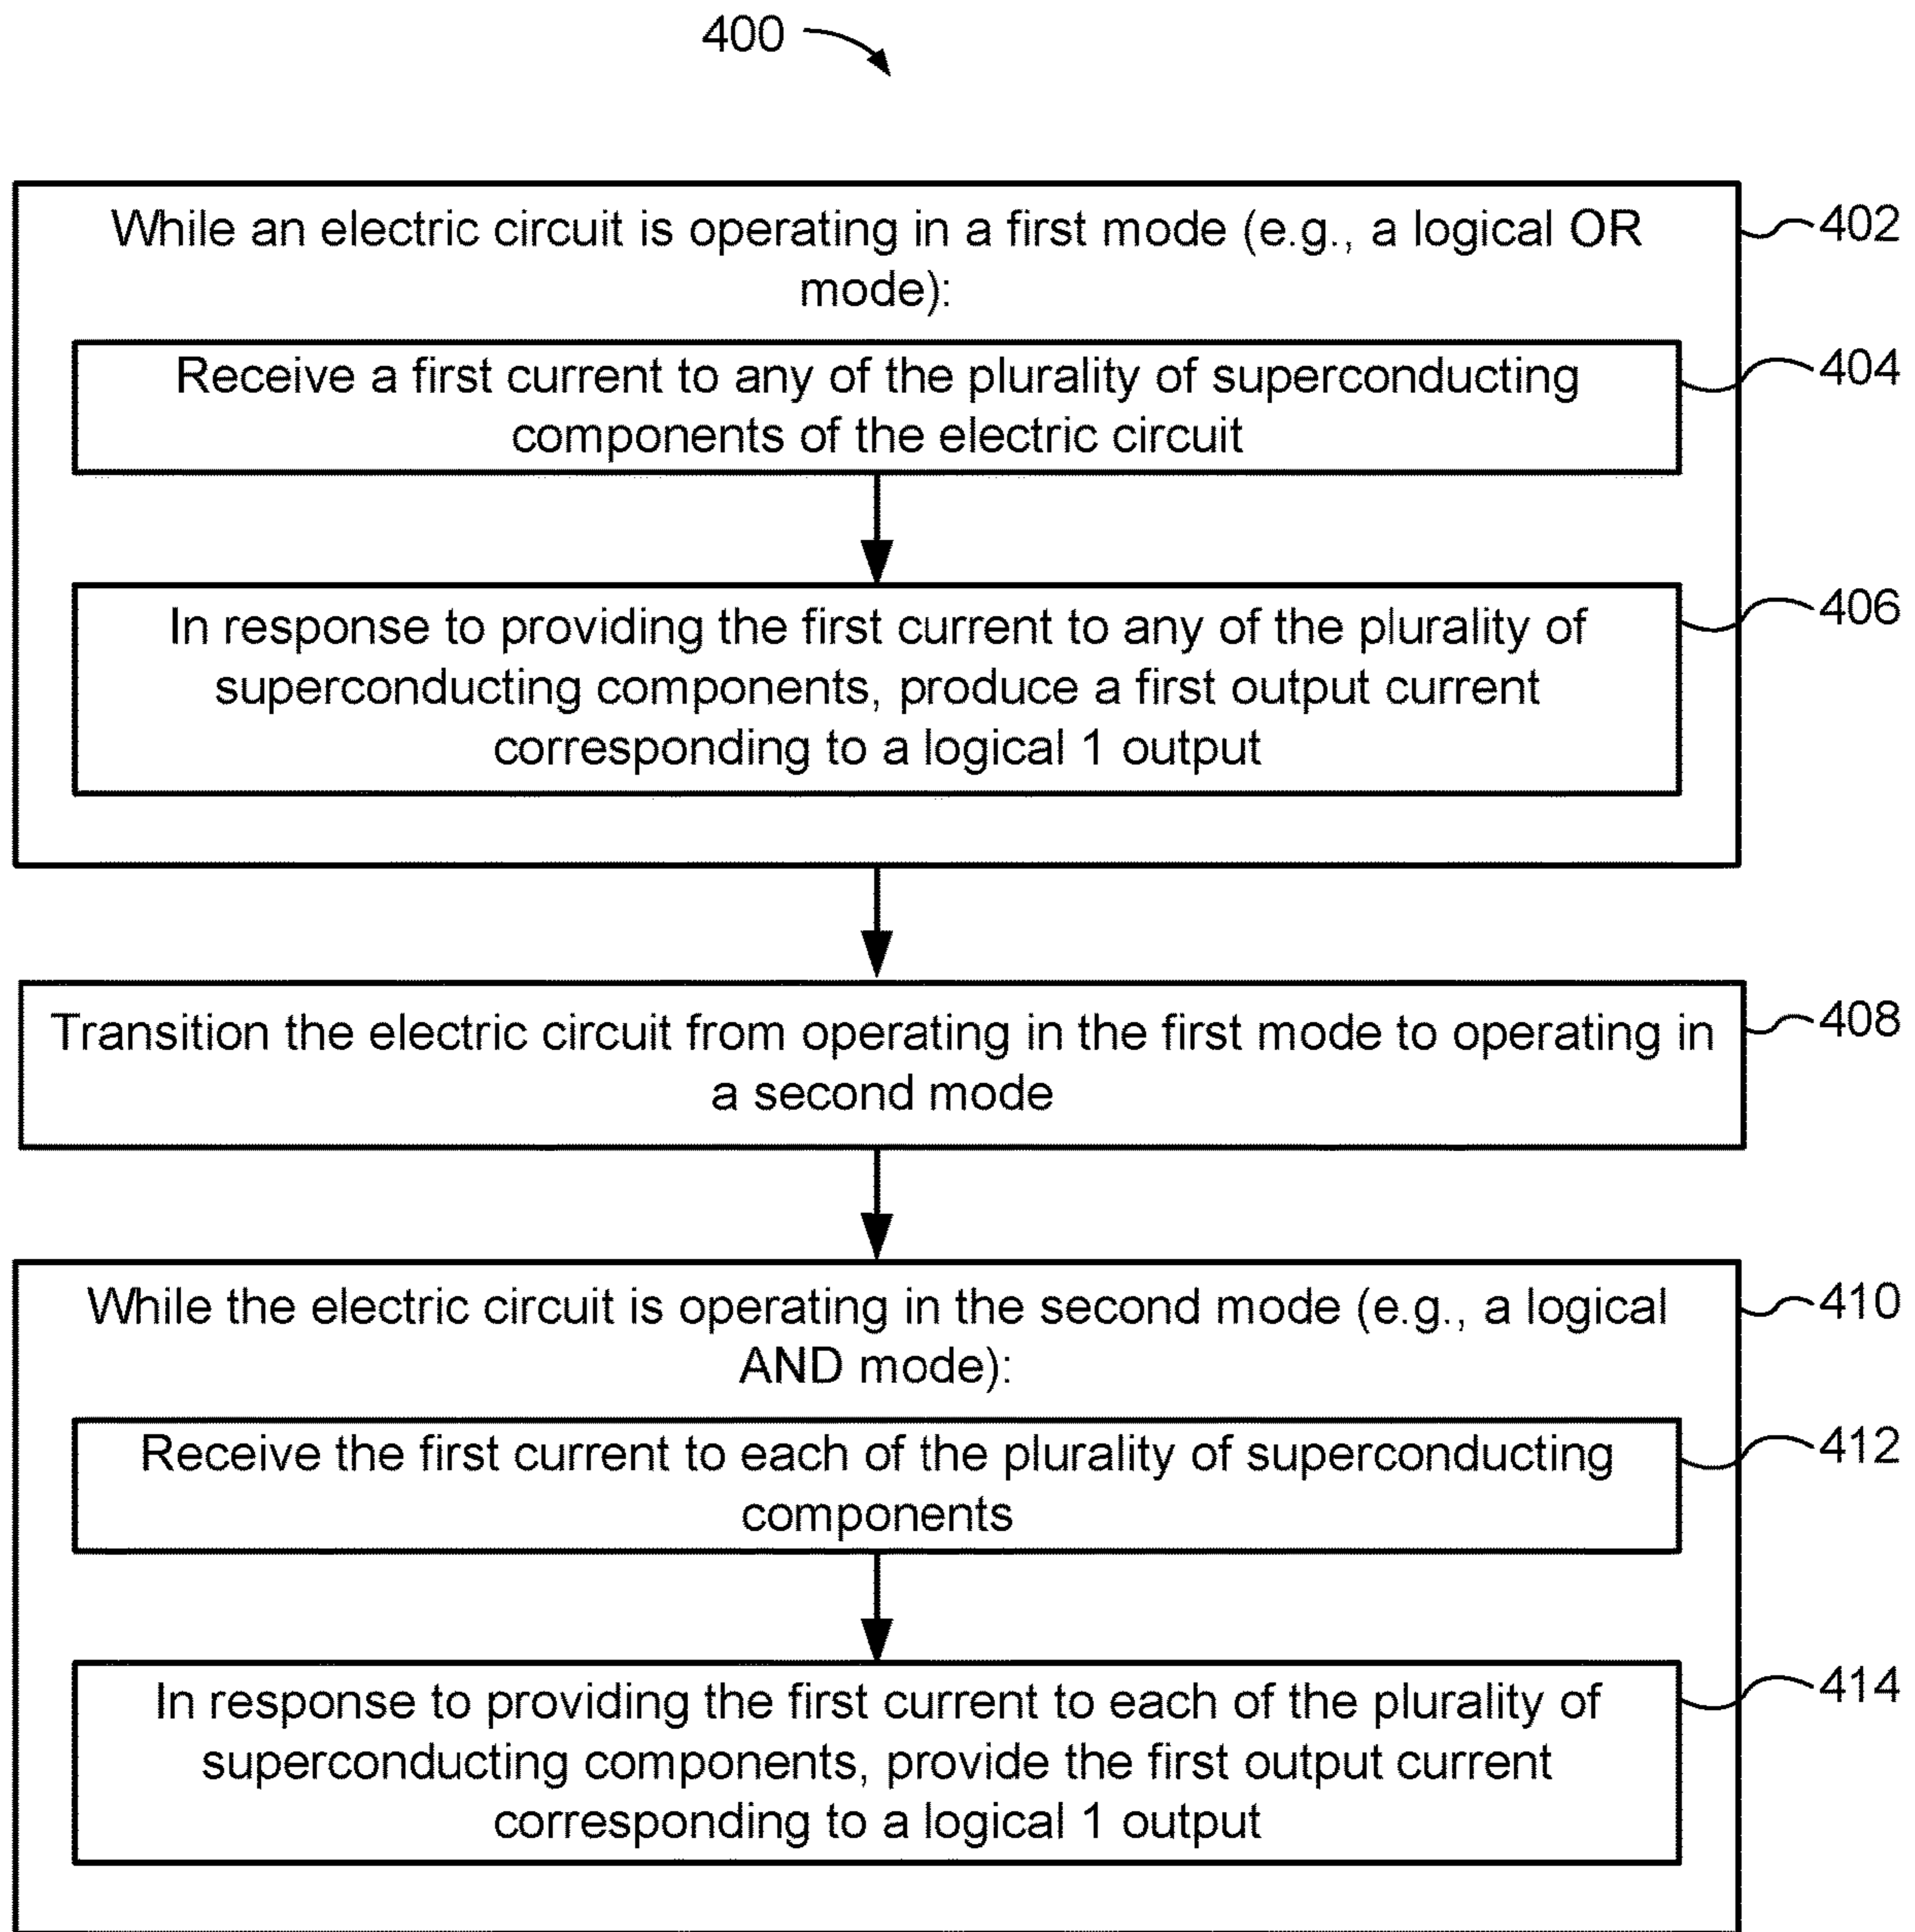 400
While an electric circuit is operating in a first mode (e.g., a logical OR
mode):
402
Receive a first current to any of the plurality of superconducting
components of the electric circuit
404
In response to providing the first current to any of the plurality of
superconducting components, produce a first output current
corresponding to a logical 1 output
406
Transition the electric circuit from operating in the first mode to operating in
a second mode
408
While the electric circuit is operating in the second mode (e.g., a logical
AND mode):
410
Receive the first current to each of the plurality of superconducting
components
412
In response to providing the first current to each of the plurality of
superconducting components, provide the first output current
corresponding to a logical 1 output
414